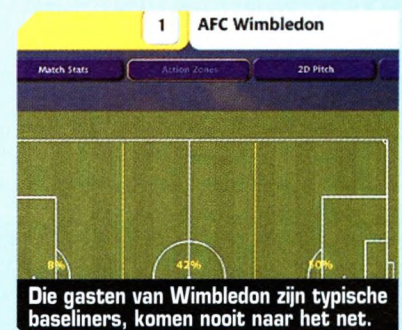 1 AFC Wimbledon
Match Stats Action Zones 2D Pitch
8% 42% 50%
Die gasten van Wimbledon zijn typische
baseliners, komen nooit naar het net.